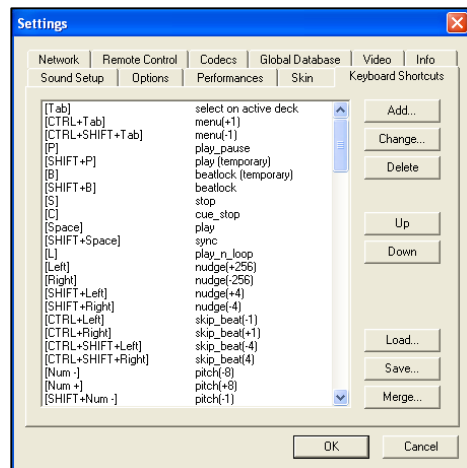 Settings
Network Remote Control Codecs Global Database Video Info
Sound Setup Options Performances Skin Keyboard Shortcuts
[Tab] select on active deck
[CTRL+Tab] menu(+1)
[CTRL+SHIFT+Tab] menu(-1)
[P] play_pause
[SHIFT+P] play (temporary)
[B] beatlock (temporary)
[SHIFT+B] beatlock
[S] stop
[C] cue_stop
[Space] play
[SHIFT+Space] sync
[L] play_n_loop
[Left] nudge(+256)
[Right] nudge(-256)
[SHIFT+Left] nudge(+4)
[SHIFT+Right] nudge(-4)
[CTRL+Left] skip_beat(-1)
[CTRL+Right] skip_beat(+1)
[CTRL+SHIFT+Left] skip_beat(-4)
[CTRL+SHIFT+Right] skip_beat(4)
[Num -] pitch(-8)
[Num +] pitch(+8)
[SHIFT+Num -] pitch(-1)
Add...
Change...
Delete
Up
Down
Load...
Save...
Merge...
OK Cancel